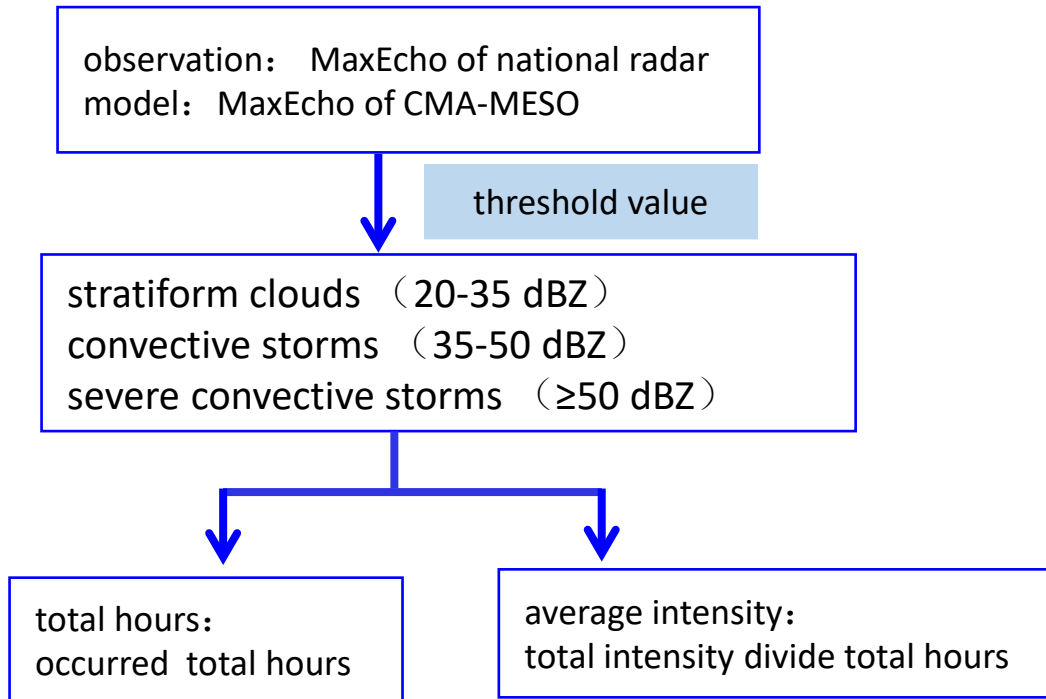 observation： MaxEcho of national radar
model： MaxEcho of CMA-MESO
threshold value
stratiform clouds （20-35 dBZ）
convective storms （35-50 dBZ）
severe convective storms （≥50 dBZ）
total hours：
occurred total hours
average intensity：
total intensity divide total hours